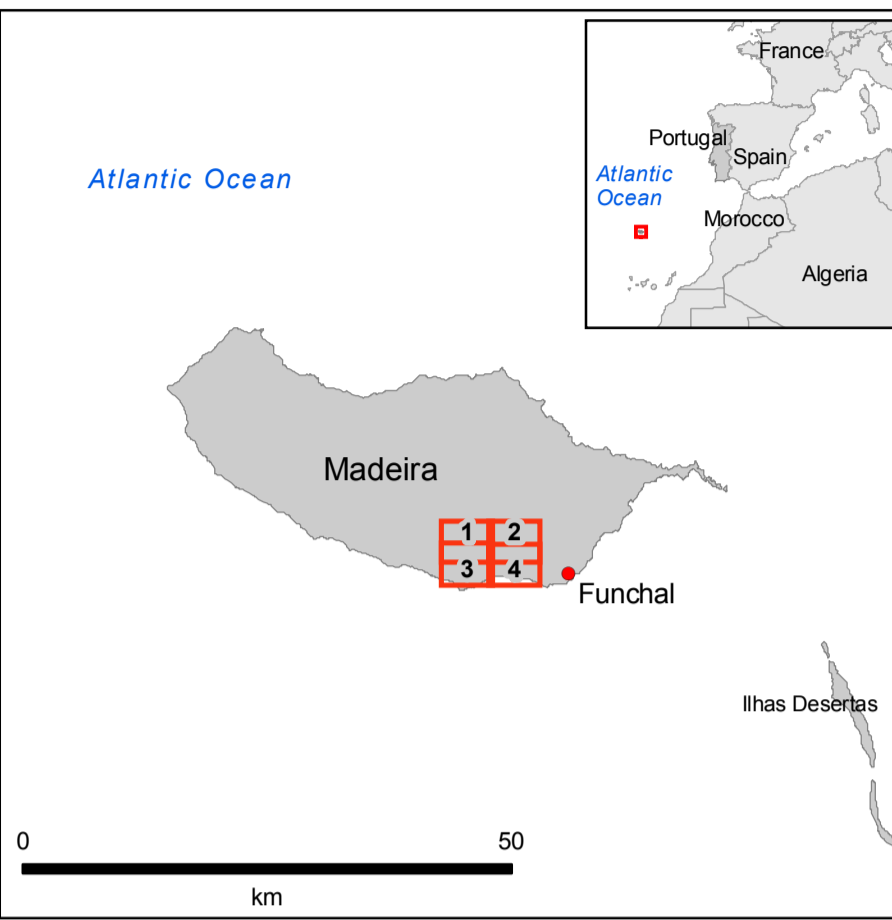 France
Portugal
Spain
Atlantic
Ocean
Morocco
Algeria
Atlantic Ocean
Madeira
1 2
3 4
Funchal
Ilhas Desertas
0 50
km